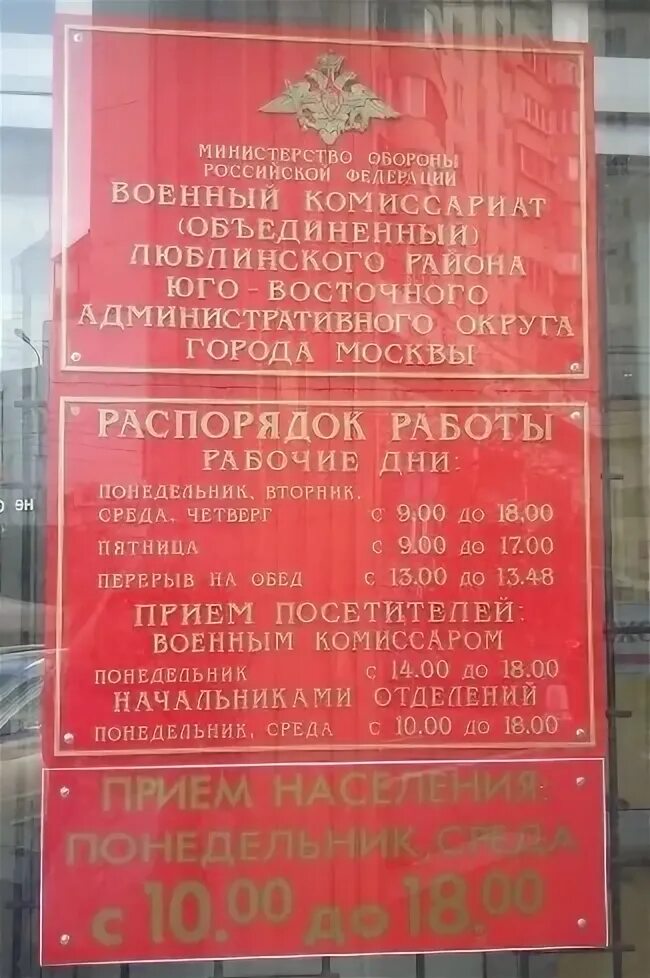 МИНИСТЕРСТВО ОБОРОНЫ
РОССИЙСКОЙ ФЕДЕРАЦИИ
ВОЕННЫЙ КОМИССАРИАТ
(ОБЪЕДИНЕННЫЙ)
ЛЮБЛИНСКОГО РАЙОНА
ЮГО-ВОСТОЧНОГО
АДМИНИСТРАТИВНОГО ОКРУГА
ГОРОДА МОСКВЫ
РАСПОРЯДОК РАБОТЫ
РАБОЧИЕ ДНИ:
ПОНЕДЕЛЬНИК, ВТОРНИК,
СРЕДА, ЧЕТВЕРГ С 9.00 ДО 18.00
ПЯТНИЦА С 9.00 ДО 17.00
ПЕРЕРЫВ НА ОБЕД С 13.00 ДО 13.48
ПРИЕМ ПОСЕТИТЕЛЕЙ:
ВОЕННЫМ КОМИССАРОМ
ПОНЕДЕЛЬНИК С 14.00 ДО 18.00
НАЧАЛЬНИКАМИ ОТДЕЛЕНИЙ
ПОНЕДЕЛЬНИК, СРЕДА С 10.00 ДО 18.00
ПРИЕМ НАСЕЛЕНИЯ:
ПОНЕДЕЛЬНИК, СРЕДА
С 10.00 ДО 18.00